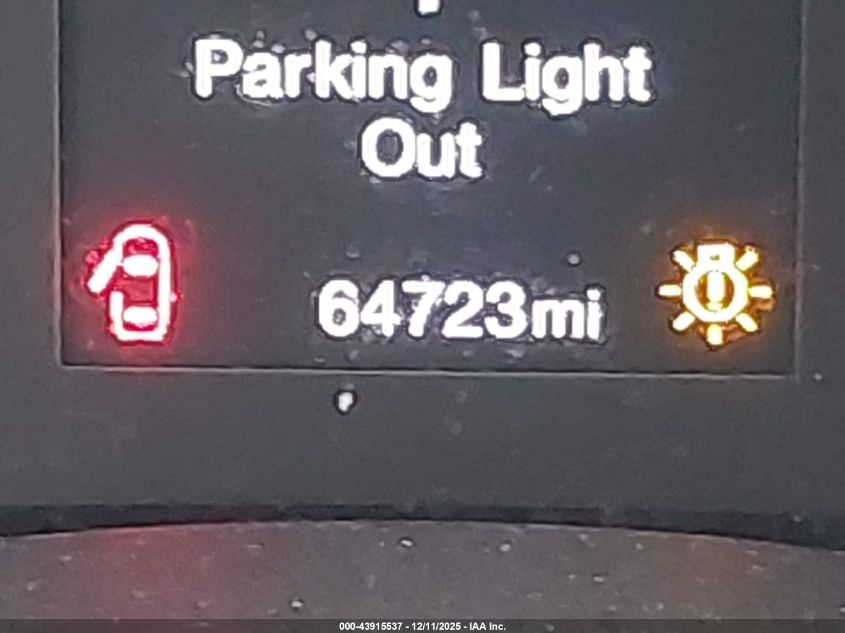 Parking Light
Out
64723mi
000-43915537 - 12/11/2025 - IAA Inc.